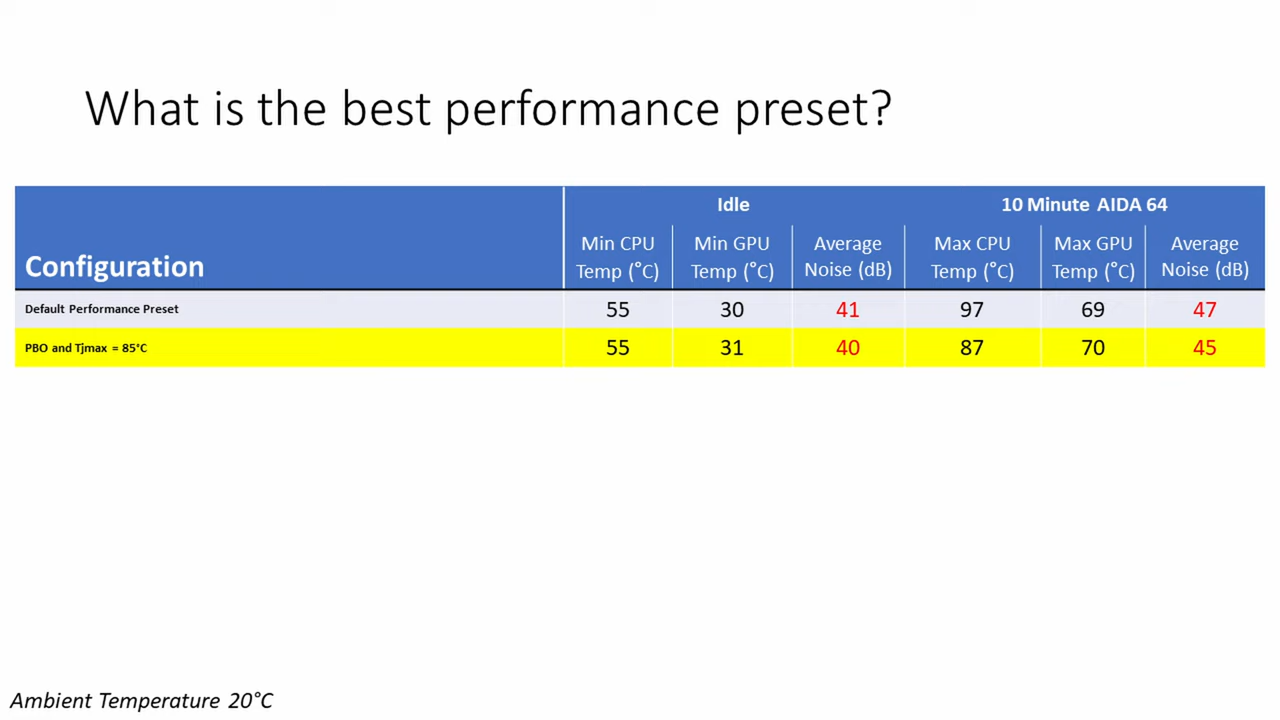 What is the best performance preset?
Idle 10 Minute AIDA 64
Configuration Min CPU Temp (°C) Min GPU Temp (°C) Average Noise (dB) Max CPU Temp (°C) Max GPU Temp (°C) Average Noise (dB)
Default Performance Preset 55 30 41 97 69 47
PBO and Tjmax = 85°C 55 31 40 87 70 45
Ambient Temperature 20°C